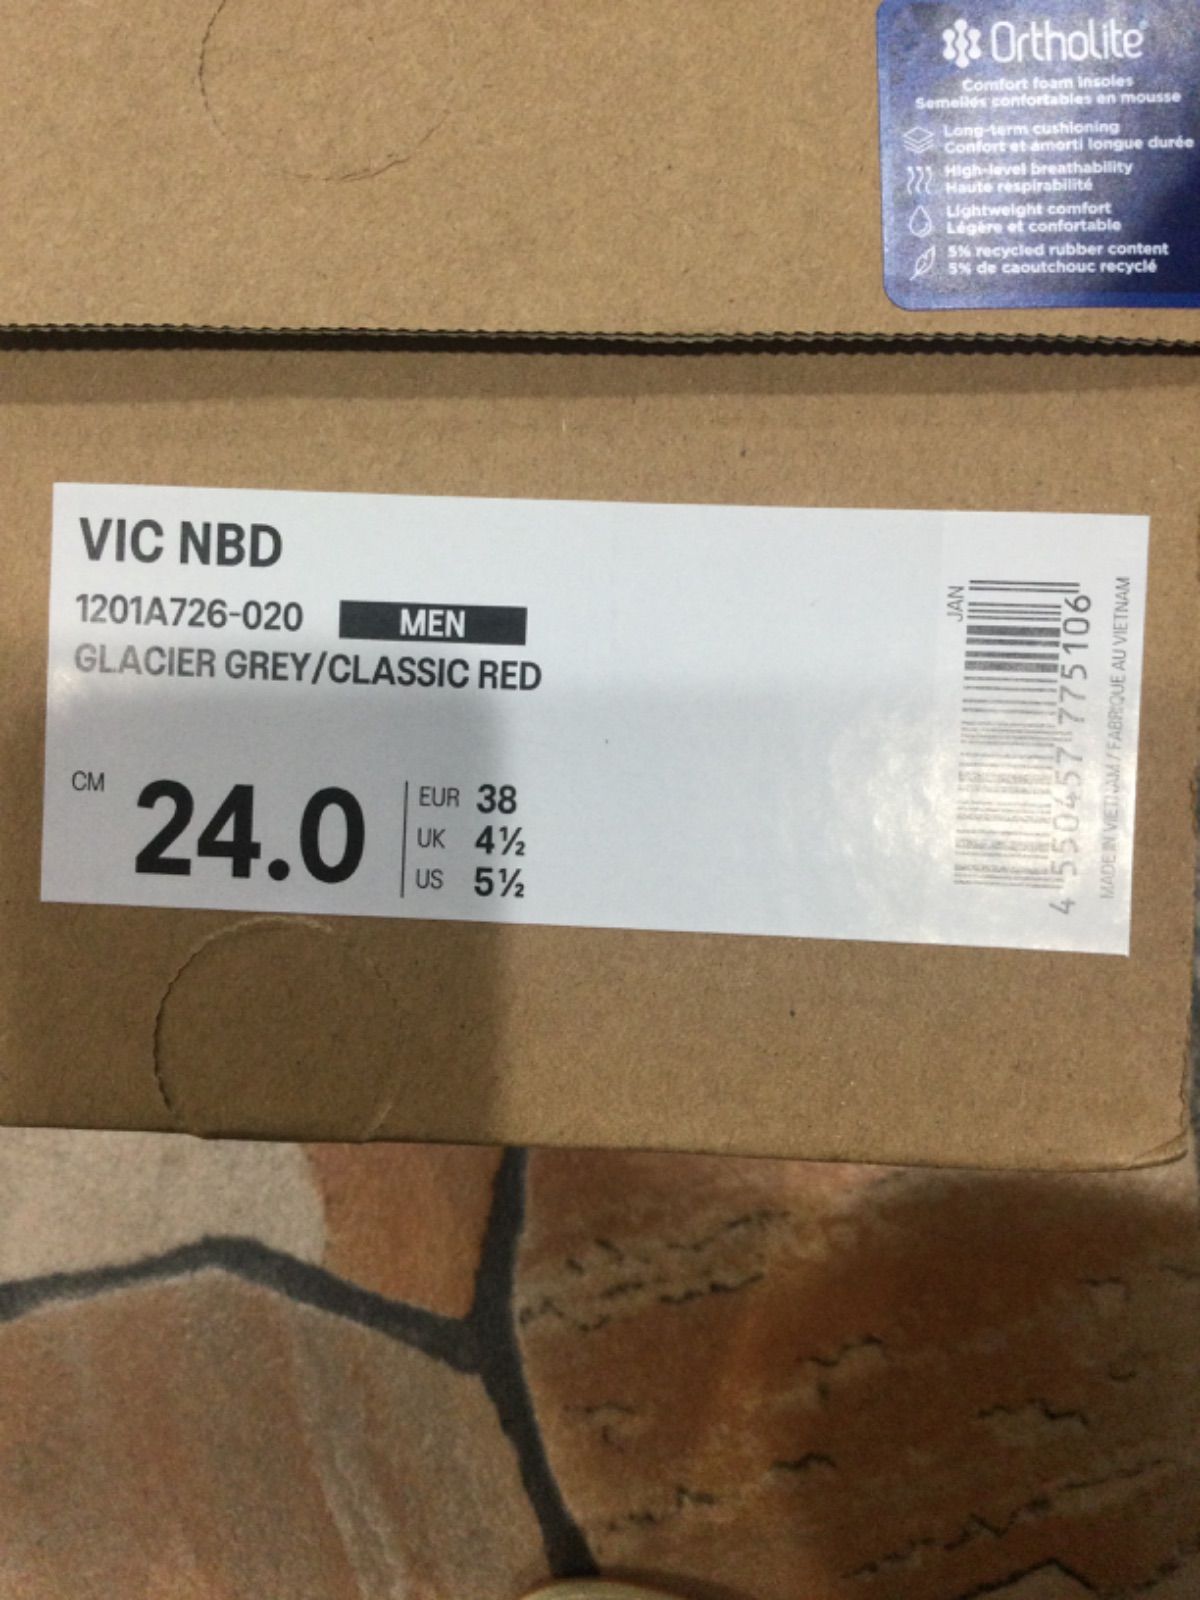 Ortholite
Comfort foam insoles
Semelles confortables en mousse
Long-term cushioning
Confort et amorti longue durée
High-level breathability
Haute respirabilité
Lightweight comfort
Légère et confortable
5% recycled rubber content
5% de caoutchouc recyclé
VIC NBD
1201A726-020 MEN
GLACIER GREY/CLASSIC RED
CM 24.0
EUR 38
UK 4½
US 5½
JAN
4 550457 775106
MADE IN VIETNAM / FABRIQUE AU VIETNAM